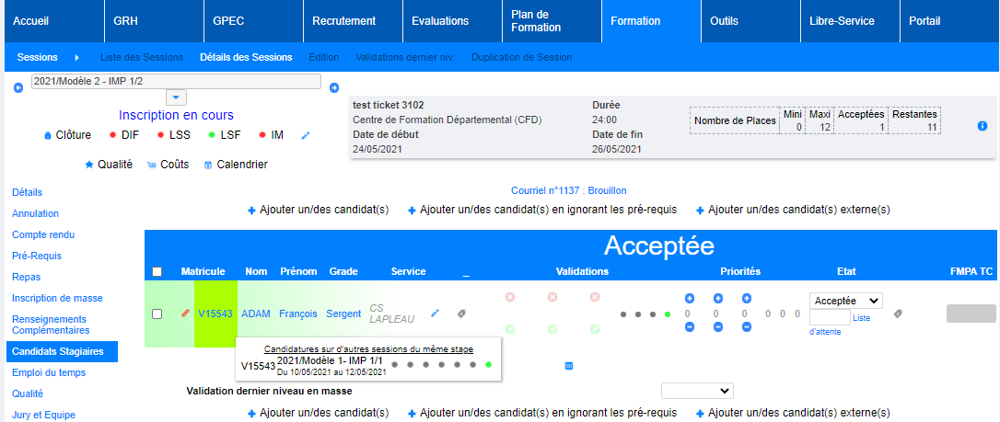 Accueil GRH GPEC Recrutement Evaluations Plan de Formation Formation Outils Libre-Service Portail
Sessions Liste des Sessions Détails des Sessions Edition Validations dernier niv. Duplication de Session
2021/Modèle 2 - IMP 1/2
Inscription en cours
Clôture DIF LSS LSF IM
Qualité Coûts Calendrier
test ticket 3102 Durée
Centre de Formation Départemental (CFD) 24:00
Date de début Date de fin
24/05/2021 26/05/2021
Nombre de Places Mini Maxi Acceptées Restantes
0 12 1 11
Détails
Annulation
Compte rendu
Pré-Requis
Repas
Inscription de masse
Renseignements
Complémentaires
Candidats Stagiaires
Emploi du temps
Qualité
Jury et Equipe
Courriel n°1137 : Brouillon
Ajouter un/des candidat(s) Ajouter un/des candidat(s) en ignorant les pré-requis Ajouter un/des candidat(s) externe(s)
Acceptée
Matricule Nom Prénom Grade Service _ Validations Priorités Etat FMPA TC
V15543 ADAM François Sergent CS LAPLEAU 0 0 0 0 0 0 Acceptée
Liste
d'attente
Candidatures sur d'autres sessions du même stage
V15543 2021/Modèle 1- IMP 1/1
Du 10/05/2021 au 12/05/2021
Validation dernier niveau en masse
Ajouter un/des candidat(s) Ajouter un/des candidat(s) en ignorant les pré-requis Ajouter un/des candidat(s) externe(s)